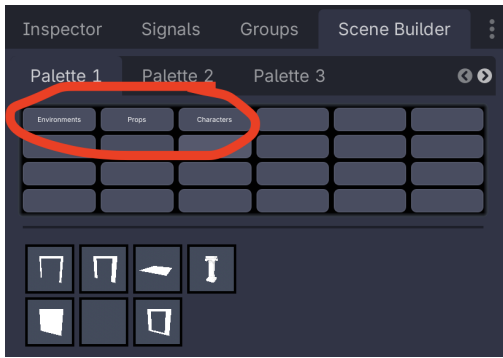 Inspector Signals Groups Scene Builder
Palette 1 Palette 2 Palette 3
Environments Props Characters